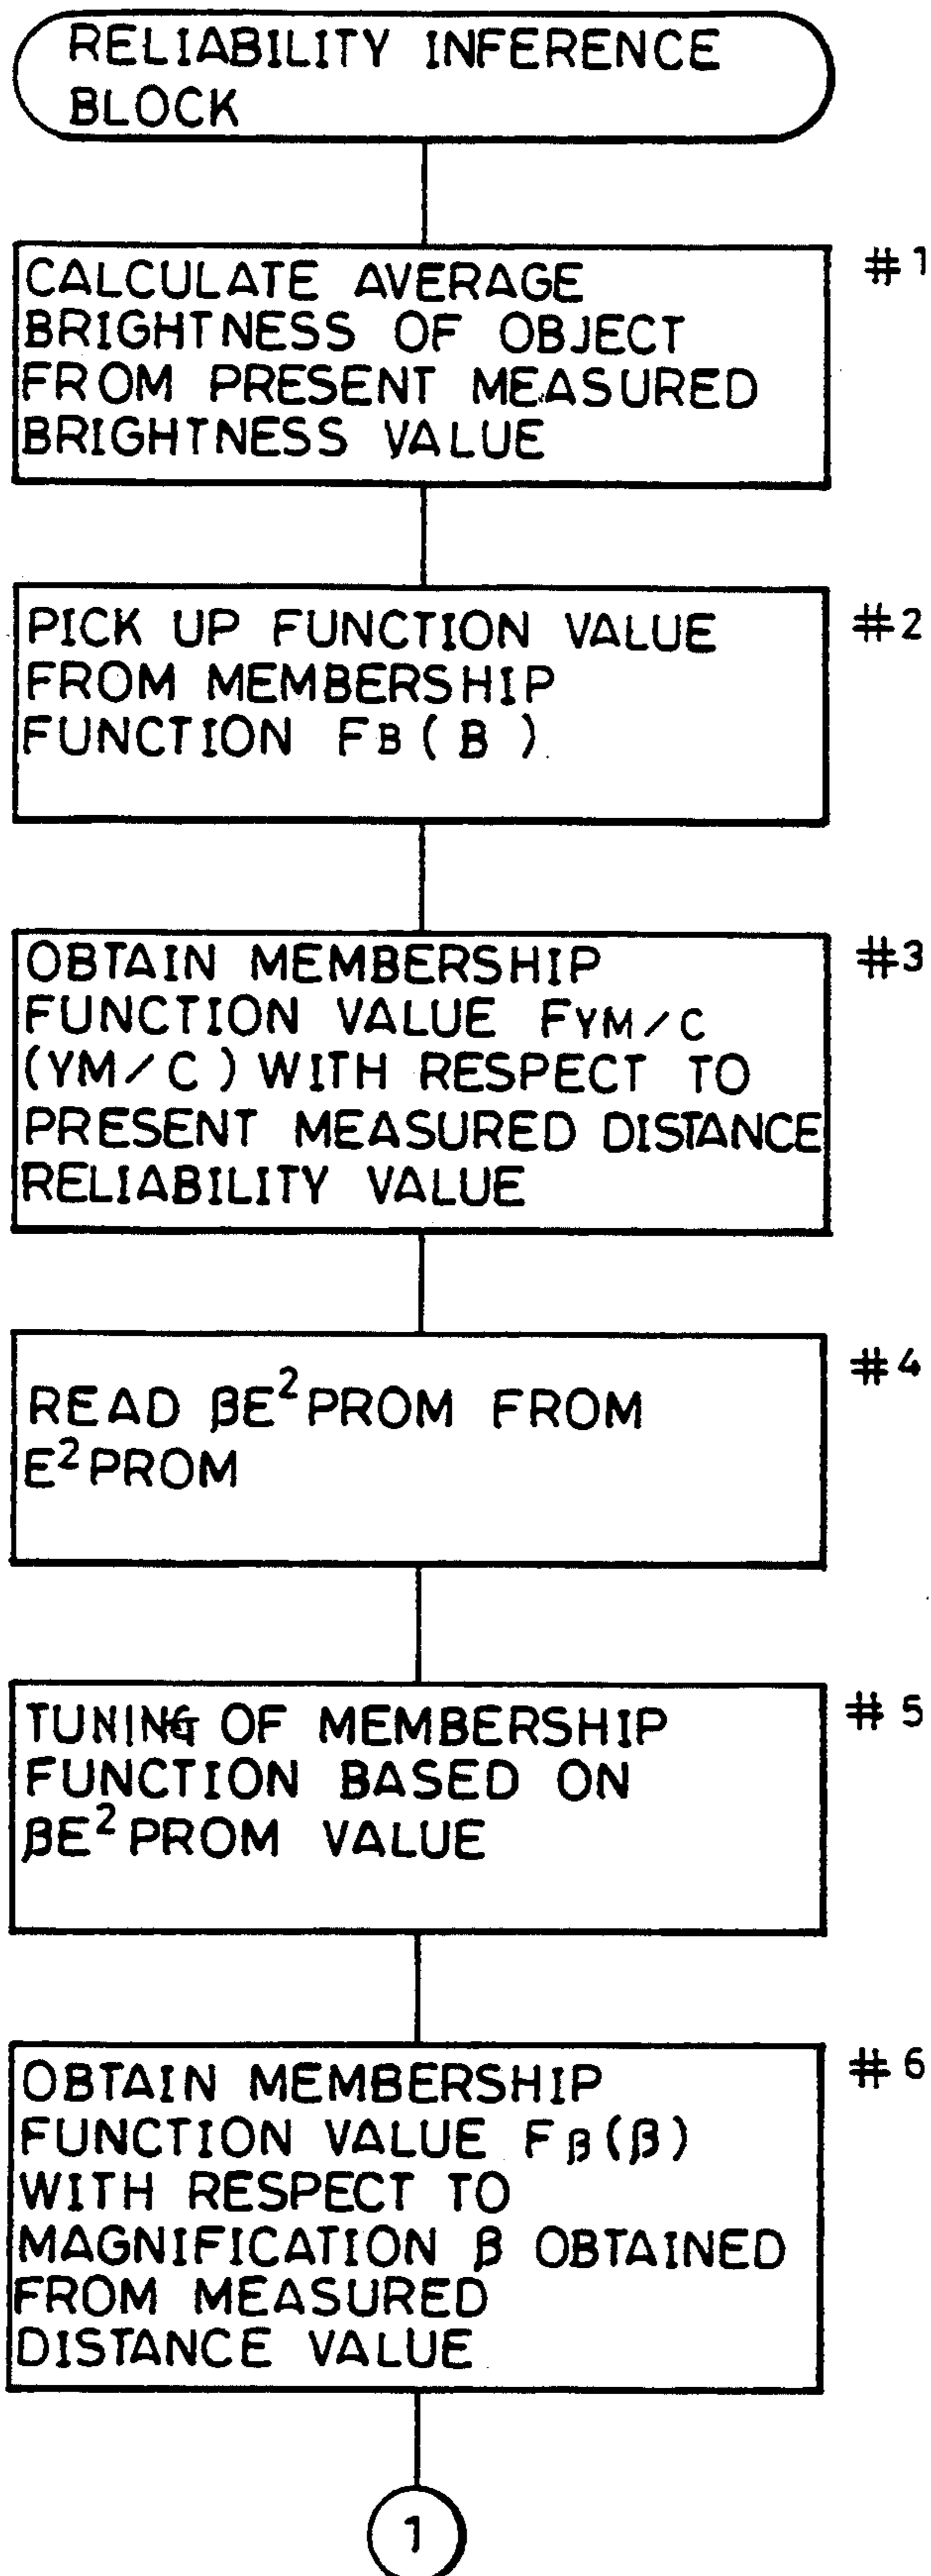 RELIABILITY INFERENCE
BLOCK
#1
CALCULATE AVERAGE
BRIGHTNESS OF OBJECT
FROM PRESENT MEASURED
BRIGHTNESS VALUE
#2
PICK UP FUNCTION VALUE
FROM MEMBERSHIP
FUNCTION FB(B)
#3
OBTAIN MEMBERSHIP
FUNCTION VALUE FYM/C
(YM/C) WITH RESPECT TO
PRESENT MEASURED DISTANCE
RELIABILITY VALUE
#4
READ βE²PROM FROM
E²PROM
#5
TUNING OF MEMBERSHIP
FUNCTION BASED ON
βE²PROM VALUE
#6
OBTAIN MEMBERSHIP
FUNCTION VALUE Fβ(β)
WITH RESPECT TO
MAGNIFICATION β OBTAINED
FROM MEASURED
DISTANCE VALUE
1